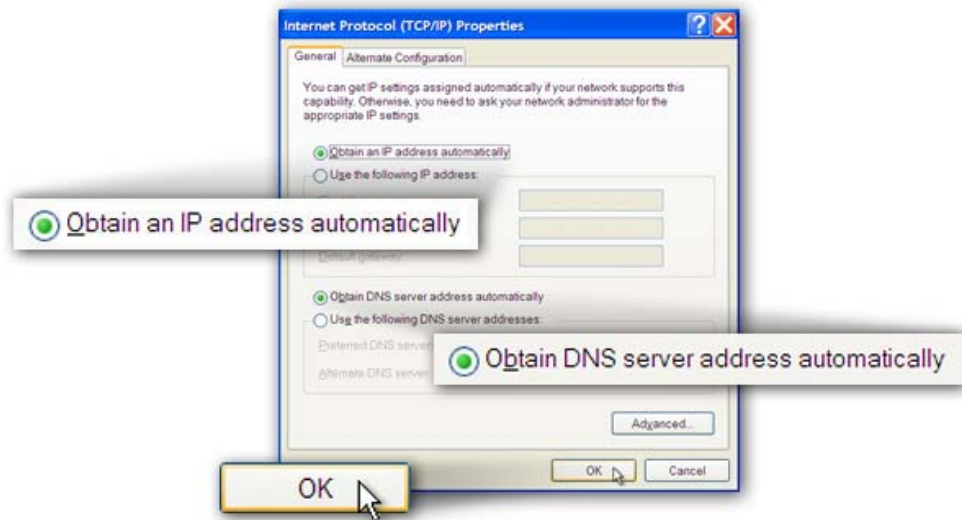 Internet Protocol (TCP/IP) Properties
General
Alternate Configuration
You can get IP settings assigned automatically if your network supports this
capability. Otherwise, you need to ask your network administrator for the
appropriate IP settings.
Obtain an IP address automatically
Use the following IP address:
Obtain an IP address automatically
Default gateway:
Obtain DNS server address automatically
Use the following DNS server addresses:
Preferred DNS server
Obtain DNS server address automatically
Alternate DNS server
Advanced...
OK
Cancel
OK